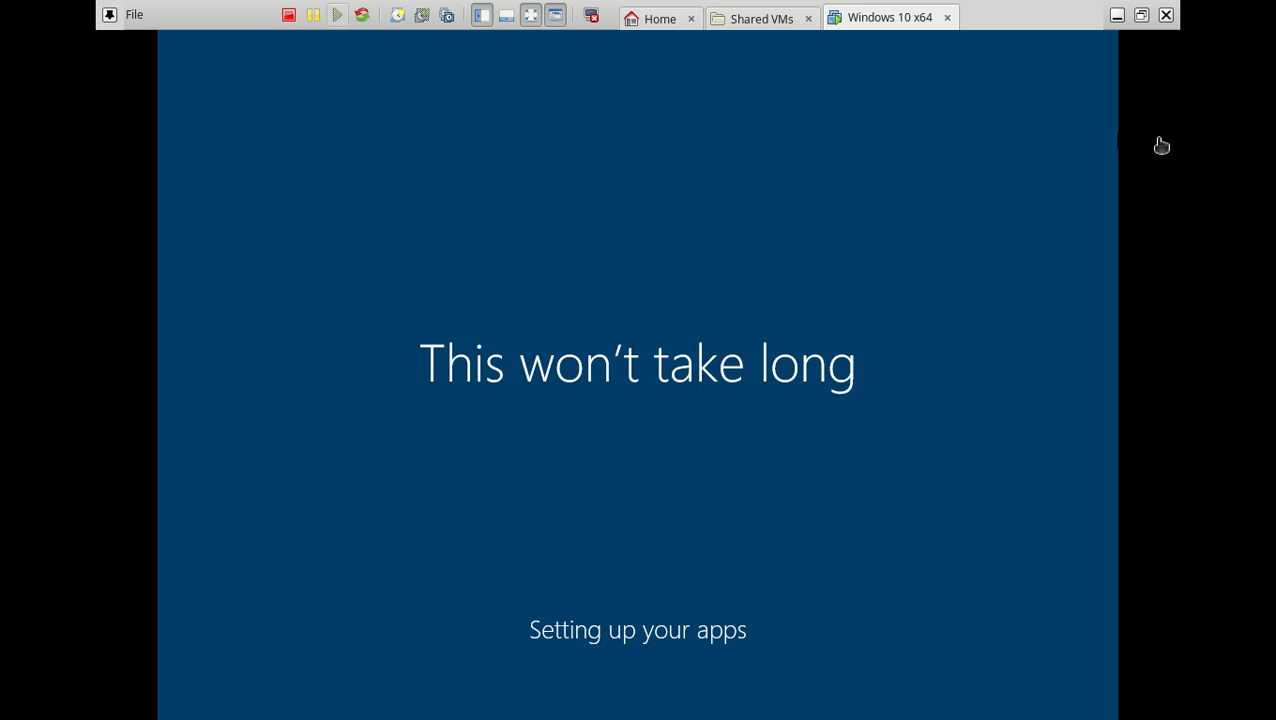 File
Home
Shared VMs
Windows 10 x64
This won't take long
Setting up your apps